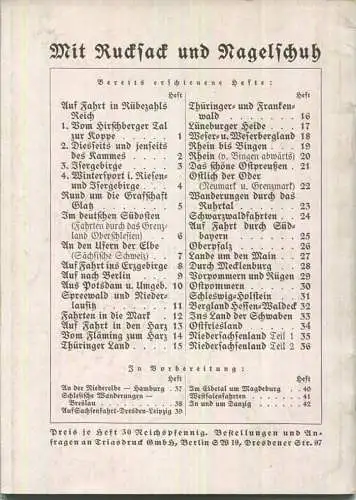 Mit Rucksack und Nagelschuh
Bereits erschienene Hefte:
Heft
Auf Fahrt in Rübezahls
Reich
1. Vom Hirschberger Tal
zur Koppe . . . . . 1
2. Diesseits und jenseits
des Kammes . . . . 2
3. Isergebirge . . . . 3
4. Wintersport i. Riesen-
und Isergebirge . . . 4
Rund um die Grafschaft
Glatz . . . . . . . 5
Im deutschen Südosten
(Fahrten durch das Grenz-
land Oberschlesien) . . 6
An den Ufern der Elbe
(Sächsische Schweiz) . . 7
Auf Fahrt ins Erzgebirge 8
Auf nach Berlin . . . 9
Aus Potsdam u. Umgeb. 10
Spreewald und Nieder-
lausitz . . . . . . 11
Fahrten in die Mark . 12
Auf Fahrt in den Harz 13
Vom Fläming zum Harz 14
Thüringer Land . . . 15
Heft
Thüringer- und Franken-
wald . . . . . . . 16
Lüneburger Heide . . . 17
Weser- u. Weserbergland 18
Rhein bis Bingen . . . 19
Rhein (v. Bingen abwärts) 20
Das schöne Ostpreußen . 21
Östlich der Oder
(Neumark u. Grenzmark) 22
Wanderungen durch das
Ruhrtal . . . . . . 23
Schwarzwaldfahrten . . 24
Auf Fahrt durch Süd-
bayern . . . . . . 25
Oberpfalz . . . . . . 26
Lande um den Main . . 27
Durch Mecklenburg . . 28
Vorpommern und Rügen 29
Ostpommern . . . . . 30
Schleswig-Holstein . . 31
Bergland Hessen-Waldeck 32
Ins Land der Schwaben 33
Ostfriesland . . . . . 34
Niedersachsenland Teil 1 35
Niedersachsenland Teil 2 36
In Vorbereitung:
Heft
An der Niederelbe — Hamburg . 37
Schlesische Wanderungen —
Breslau . . . . . . . 38
Auf Sachsenfahrt-Dresden-Leipzig 39
Heft
Im Elbetal um Magdeburg . . 40
Westfalenfahrten . . . . . 41
In und um Danzig . . . . . 42
Preis je Heft 30 Reichspfennig. Bestellungen und An-
fragen an Triasdruck GmbH, Berlin SW 19, Dresdener Str. 97